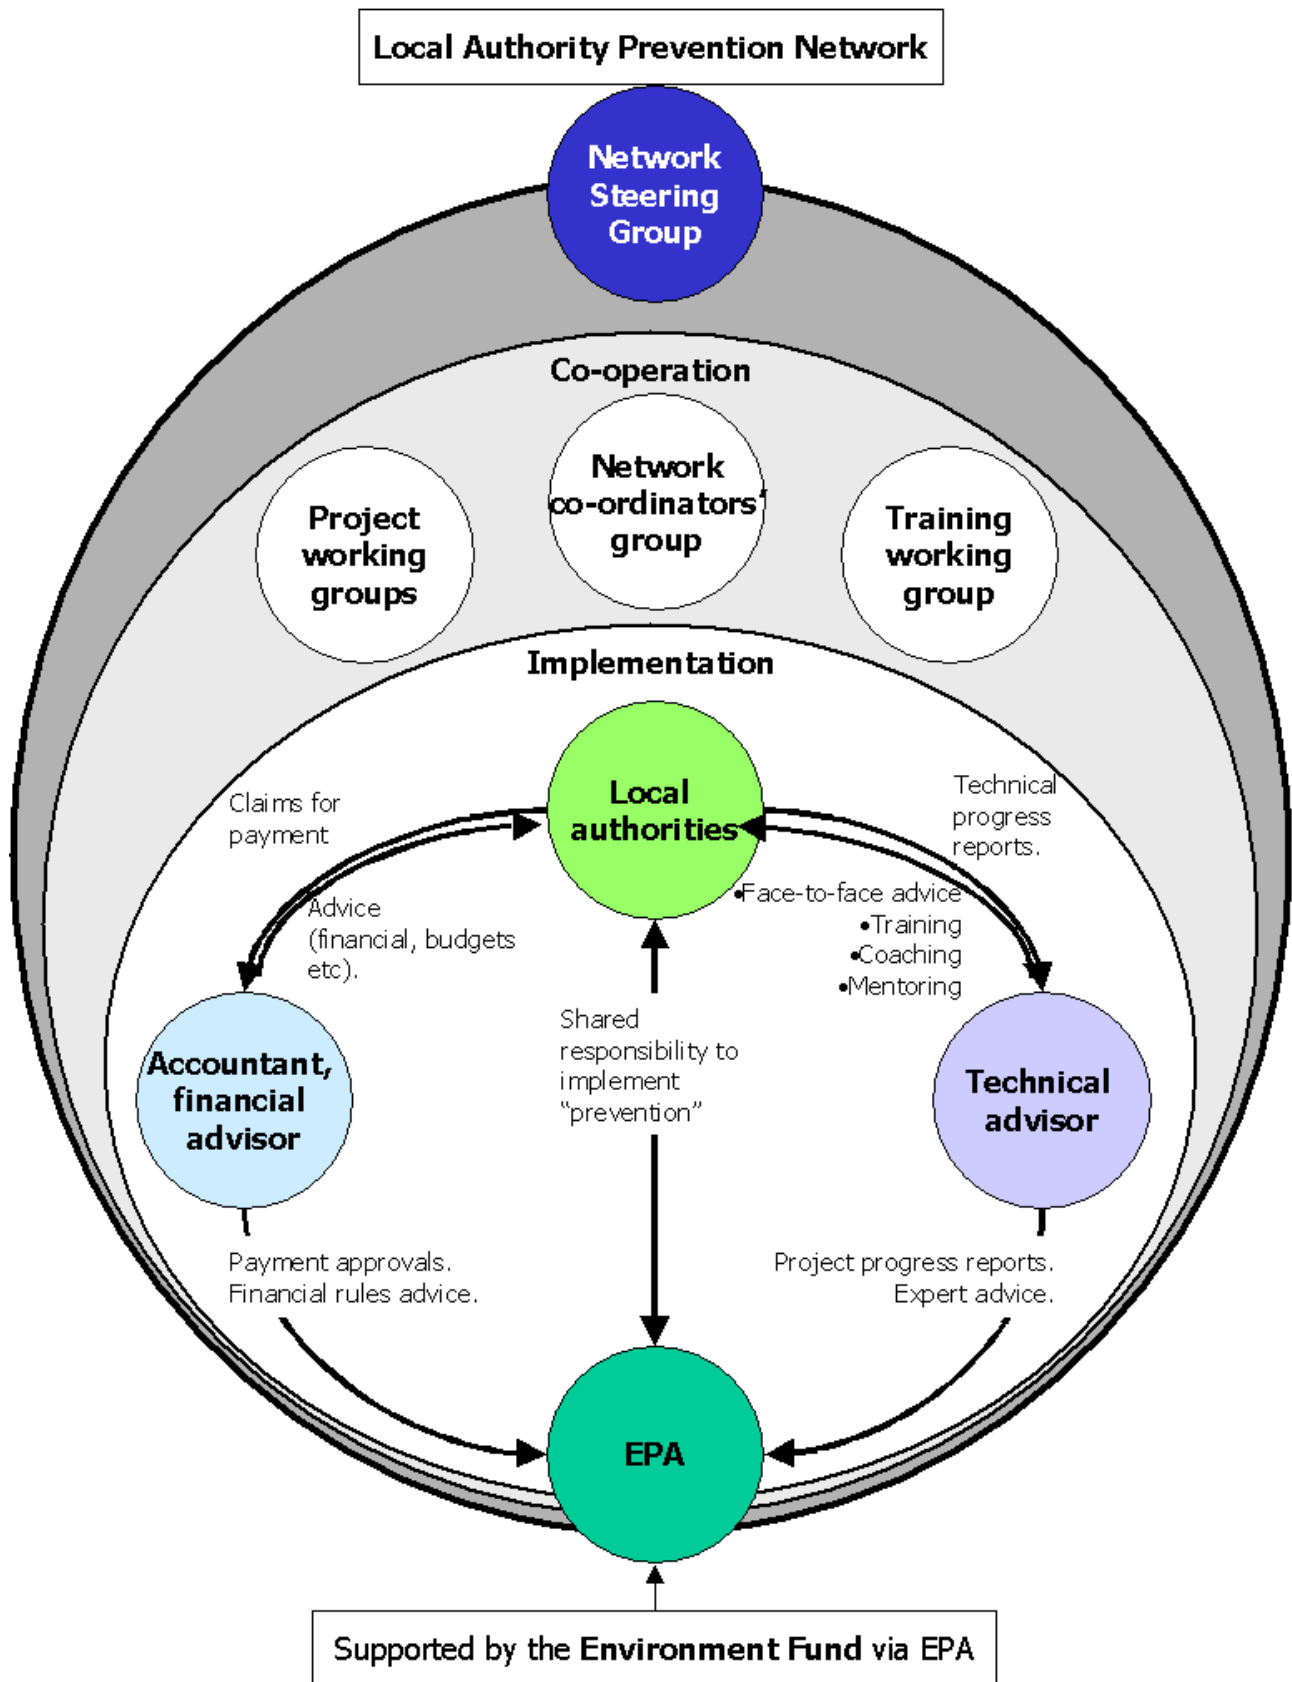 Local Authority Prevention Network
Network
Steering
Group
Co-operation
Network
co-ordinators‘
group
Project
working
groups
Training
working
group
Implementation
Local
authorities
Claims for
payment
Technical
progress
reports.
Advice
(financial, budgets
etc).
•Face-to-face advice
•Training
•Coaching
•Mentoring
Shared
responsibility to
implement
“prevention”
Accountant,
financial
advisor
Technical
advisor
Payment approvals.
Financial rules advice.
Project progress reports.
Expert advice.
EPA
Supported by the Environment Fund via EPA